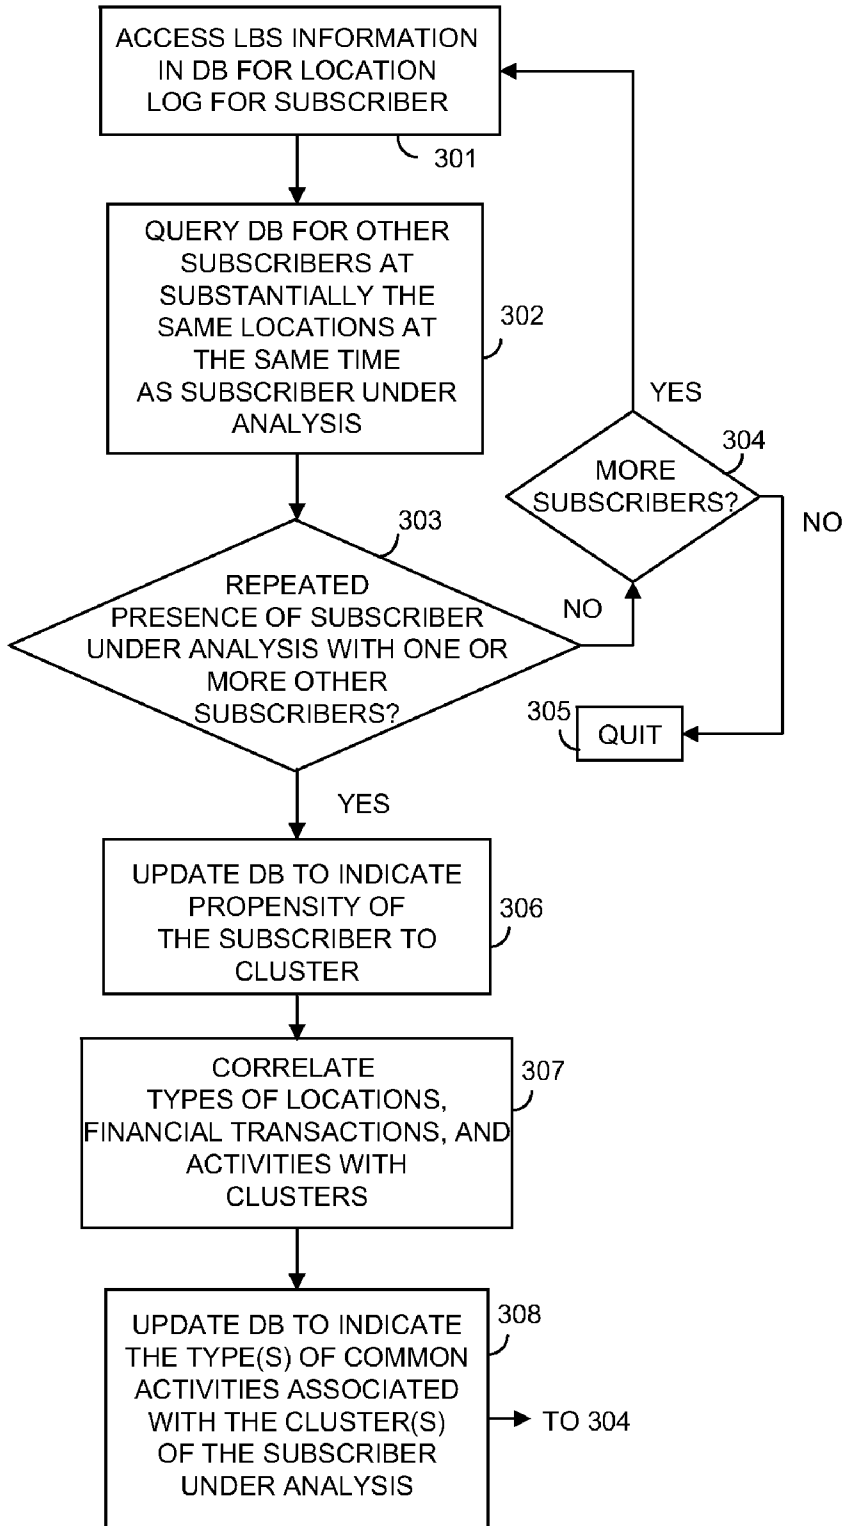 ACCESS LBS INFORMATION
IN DB FOR LOCATION
LOG FOR SUBSCRIBER
301
QUERY DB FOR OTHER
SUBSCRIBERS AT
SUBSTANTIALLY THE
SAME LOCATIONS AT
THE SAME TIME
AS SUBSCRIBER UNDER
ANALYSIS
302
YES
304
MORE
SUBSCRIBERS?
NO
303
REPEATED
PRESENCE OF SUBSCRIBER
UNDER ANALYSIS WITH ONE OR
MORE OTHER
SUBSCRIBERS?
NO
305
QUIT
YES
UPDATE DB TO INDICATE
PROPENSITY OF
THE SUBSCRIBER TO
CLUSTER
306
CORRELATE
TYPES OF LOCATIONS,
FINANCIAL TRANSACTIONS, AND
ACTIVITIES WITH
CLUSTERS
307
UPDATE DB TO INDICATE
THE TYPE(S) OF COMMON
ACTIVITIES ASSOCIATED
WITH THE CLUSTER(S)
OF THE SUBSCRIBER
UNDER ANALYSIS
308
TO 304